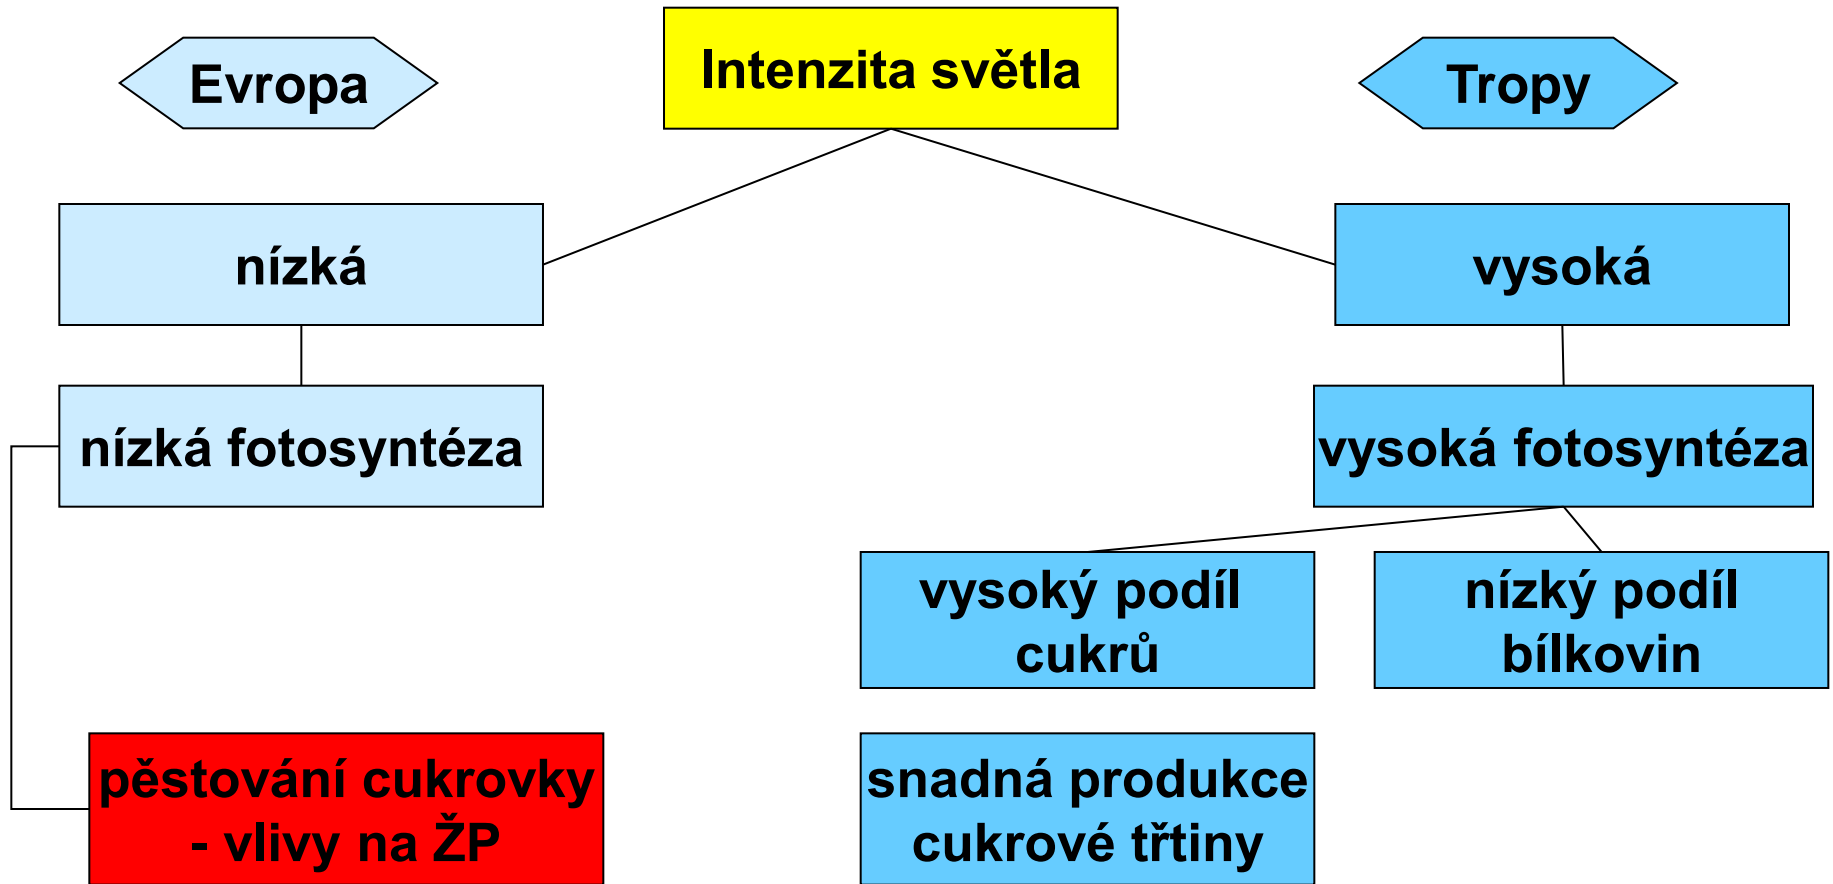 Evropa
Intenzita světla
Tropy
nízká
vysoká
nízká fotosyntéza
vysoká fotosyntéza
vysoký podíl
cukrů
nízký podíl
bílkovin
pěstování cukrovky
- vlivy na ŽP
snadná produkce
cukrové třtiny